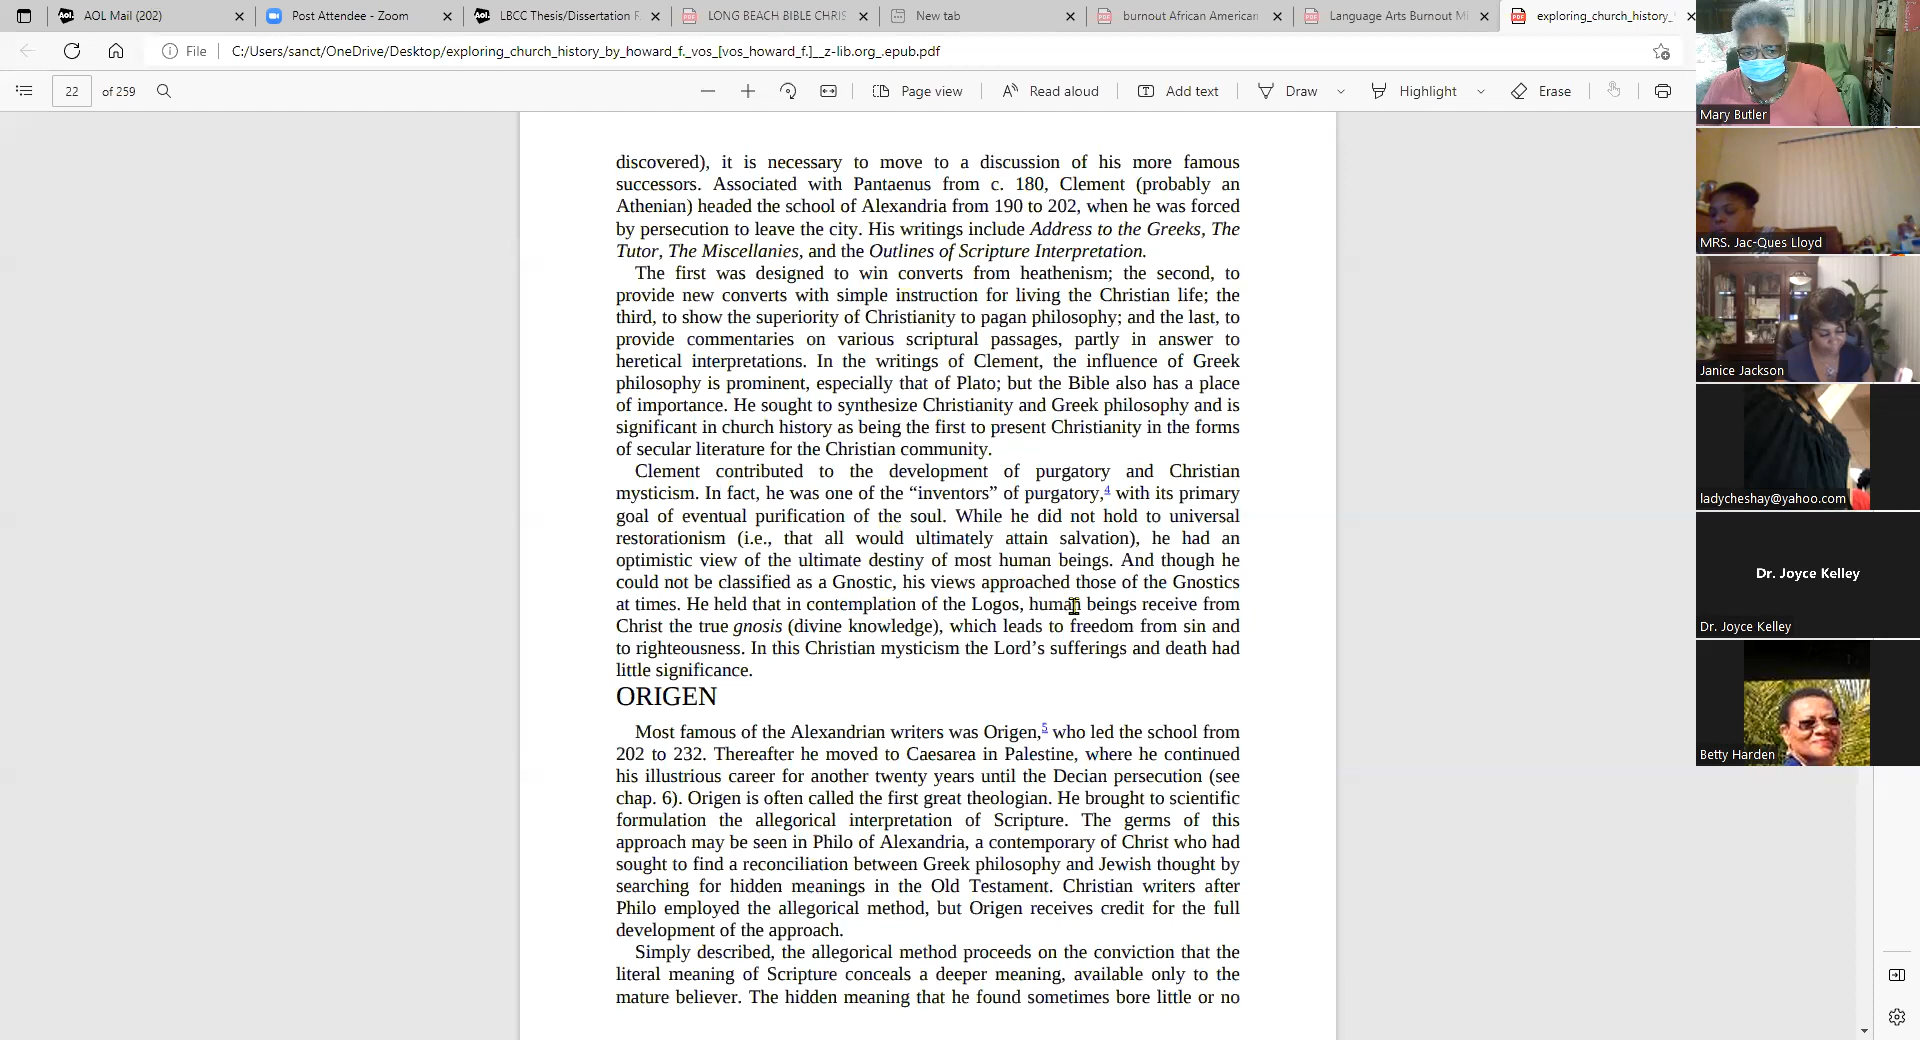 AOL Mail (202)
Post Attendee - Zoom
LBCC Thesis/Dissertation
LONG BEACH BIBLE CHRIS
New tab
burnout African American
Language Arts Burnout
exploring_church_history_
File
C:/Users/sanct/OneDrive/Desktop/exploring_church_history_by_howard_f._vos_[vos_howard_f.]__z-lib.org_.epub.pdf
22 of 259
Page view
Read aloud
Add text
Draw
Highlight
Erase
discovered), it is necessary to move to a discussion of his more famous
successors. Associated with Pantaenus from c. 180, Clement (probably an
Athenian) headed the school of Alexandria from 190 to 202, when he was forced
by persecution to leave the city. His writings include Address to the Greeks, The
Tutor, The Miscellanies, and the Outlines of Scripture Interpretation.
The first was designed to win converts from heathenism; the second, to
provide new converts with simple instruction for living the Christian life; the
third, to show the superiority of Christianity to pagan philosophy; and the last, to
provide commentaries on various scriptural passages, partly in answer to
heretical interpretations. In the writings of Clement, the influence of Greek
philosophy is prominent, especially that of Plato; but the Bible also has a place
of importance. He sought to synthesize Christianity and Greek philosophy and is
significant in church history as being the first to present Christianity in the forms
of secular literature for the Christian community.
Clement contributed to the development of purgatory and Christian
mysticism. In fact, he was one of the “inventors” of purgatory,4 with its primary
goal of eventual purification of the soul. While he did not hold to universal
restorationism (i.e., that all would ultimately attain salvation), he had an
optimistic view of the ultimate destiny of most human beings. And though he
could not be classified as a Gnostic, his views approached those of the Gnostics
at times. He held that in contemplation of the Logos, human beings receive from
Christ the true gnosis (divine knowledge), which leads to freedom from sin and
to righteousness. In this Christian mysticism the Lord’s sufferings and death had
little significance.
ORIGEN
Most famous of the Alexandrian writers was Origen,5 who led the school from
202 to 232. Thereafter he moved to Caesarea in Palestine, where he continued
his illustrious career for another twenty years until the Decian persecution (see
chap. 6). Origen is often called the first great theologian. He brought to scientific
formulation the allegorical interpretation of Scripture. The germs of this
approach may be seen in Philo of Alexandria, a contemporary of Christ who had
sought to find a reconciliation between Greek philosophy and Jewish thought by
searching for hidden meanings in the Old Testament. Christian writers after
Philo employed the allegorical method, but Origen receives credit for the full
development of the approach.
Simply described, the allegorical method proceeds on the conviction that the
literal meaning of Scripture conceals a deeper meaning, available only to the
mature believer. The hidden meaning that he found sometimes bore little or no
Mary Butler
MRS. Jac-Ques Lloyd
Janice Jackson
ladycheshay@yahoo.com
Dr. Joyce Kelley
Dr. Joyce Kelley
Betty Harden